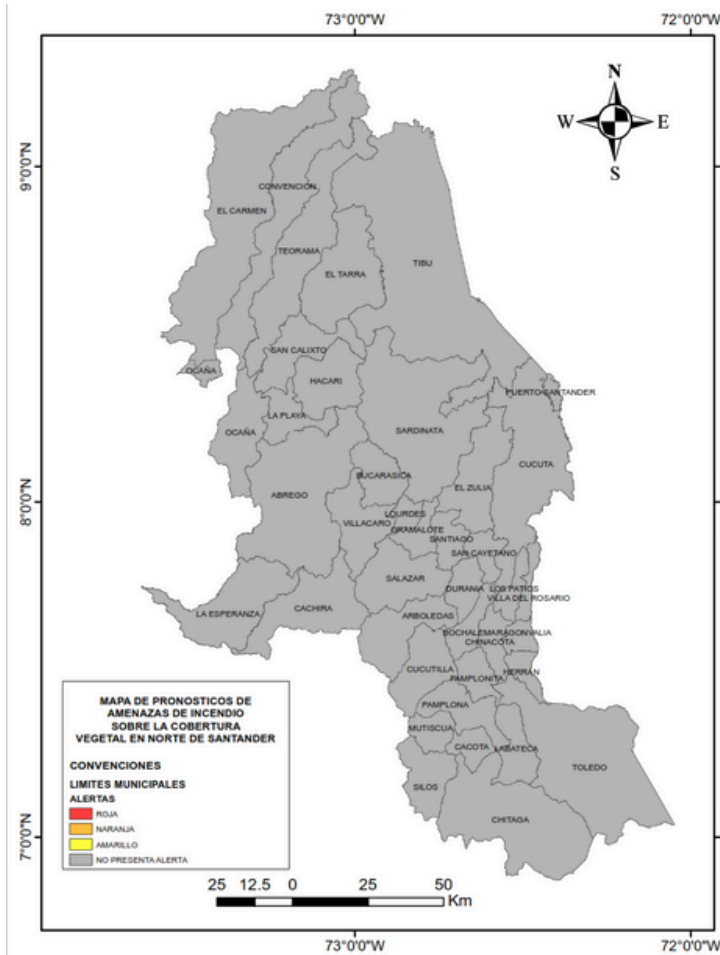 73°0'0"W
72°0'0"W
N
W
E
S
9°0'0"N
CONVENCION
EL CARMEN
TEORAMA
TIBU
EL TARRA
SAN CALIXTO
OCAÑA
HACARI
PUERTO SANTANDER
LA PLAYA
OCAÑA
SARDINATA
CUCUTA
BUCARASICA
EL ZULIA
ABREGO
8°0'0"N
LOURDES
VILLACARO
GRAMALOTE
SANTIAGO
SAN CAYETANO
SALAZAR
DURANIA
LOS PATIOS
VILLA DEL ROSARIO
LA ESPERANZA
CACHIRA
ARBOLEDAS
BOCHALEMA
RAGONVALIA
CHINACOTA
CUCUTILLA
HERRAN
PAMPLONITA
PAMPLONA
MUTISCUA
CACOTA
LABATECA
TOLEDO
SILOS
CHITAGA
7°0'0"N
MAPA DE PRONOSTICOS DE
AMENAZAS DE INCENDIO
SOBRE LA COBERTURA
VEGETAL EN NORTE DE SANTANDER
CONVENCIONES
LIMITES MUNICIPALES
ALERTAS
ROJA
NARANJA
AMARILLO
NO PRESENTA ALERTA
25 12.5 0 25 50
Km
73°0'0"W
72°0'0"W